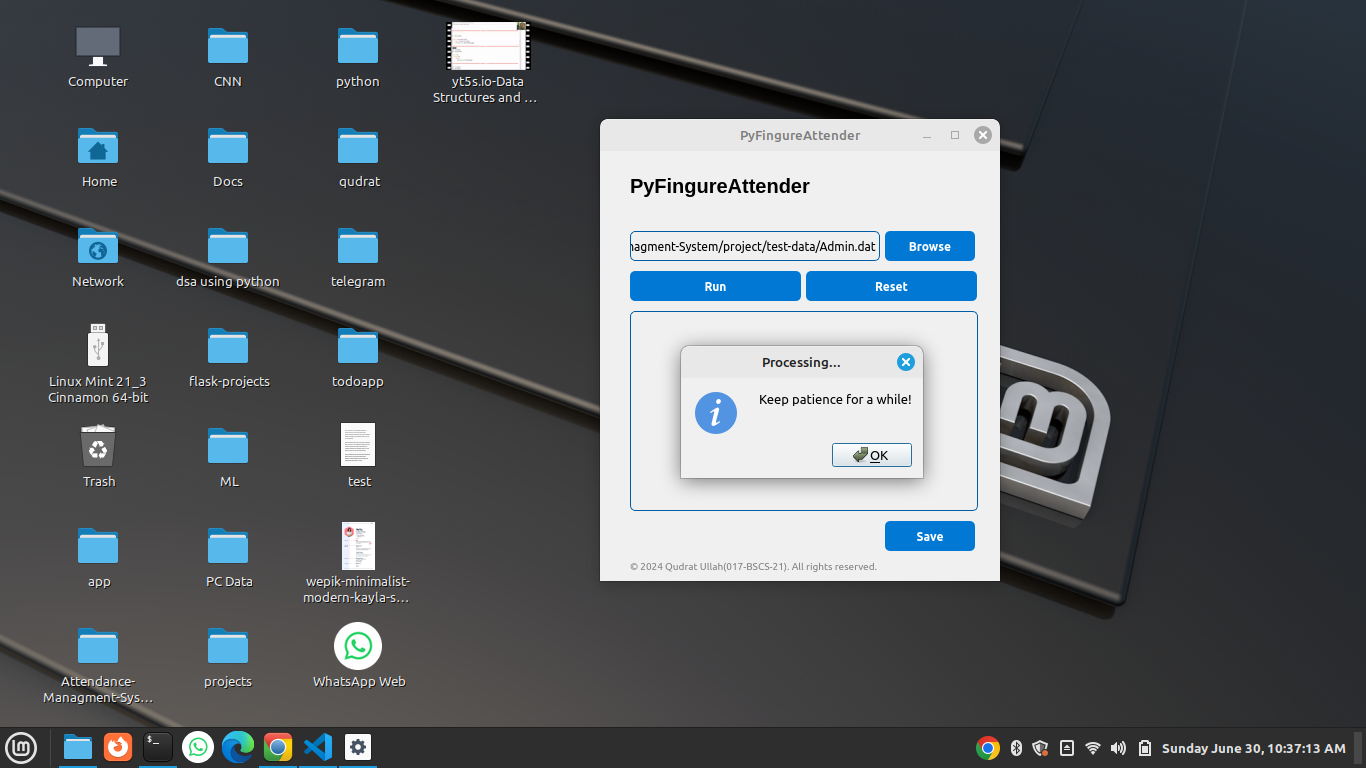 Computer
CNN
python
yt5s.io-Data
Structures and ...
Home
Docs
qudrat
Network
dsa using python
telegram
Linux Mint 21_3
Cinnamon 64-bit
flask-projects
todoapp
Trash
ML
test
app
PC Data
wepik-minimalist-
modern-kayla-s...
Attendance-
Managment-Sys...
projects
WhatsApp Web
PyFingureAttender
PyFingureAttender
nagment-System/project/test-data/Admin.dat
Browse
Run
Reset
Processing...
Keep patience for a while!
OK
Save
© 2024 Qudrat Ullah(017-BSCS-21). All rights reserved.
Sunday June 30, 10:37:13 AM